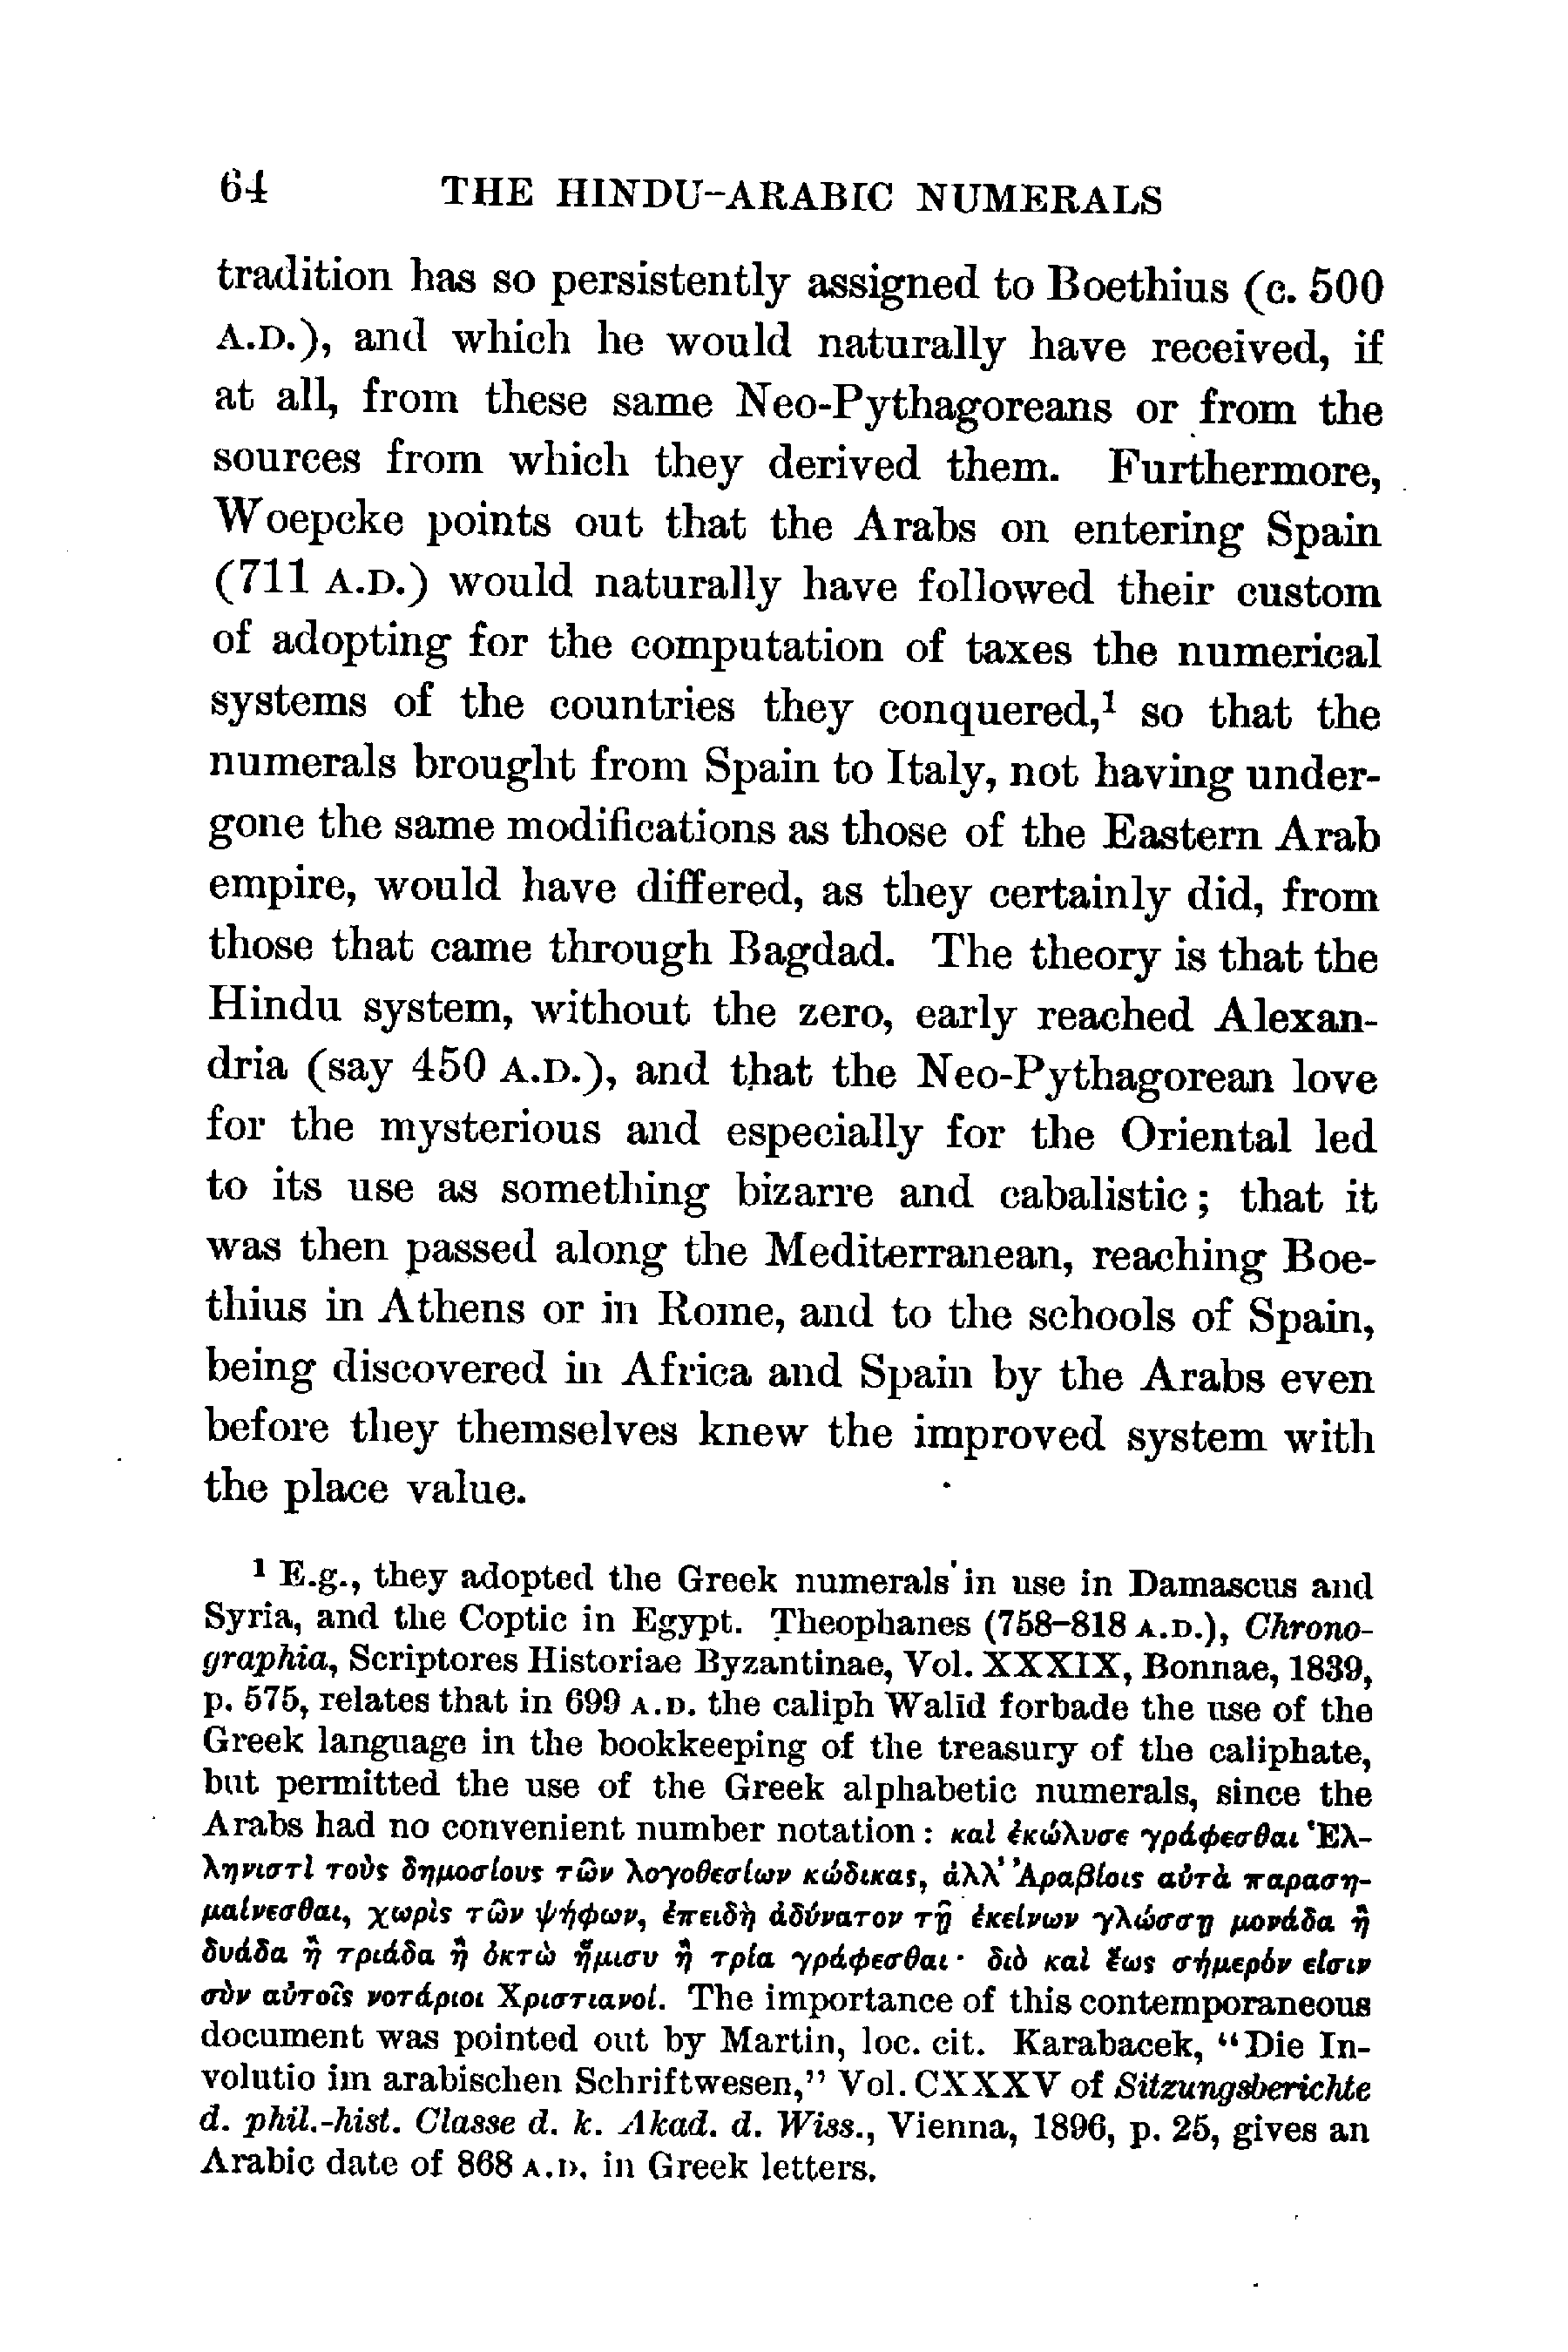 64 THE HINDU-ARABIC NUMERALS
tradition has so persistently assigned to Boethius (c. 500
A.D.), and which he would naturally have received, if
at all, from these same Neo-Pythagoreans or from the
sources from which they derived them. Furthermore,
Woepcke points out that the Arabs on entering Spain
(711 A.D.) would naturally have followed their custom
of adopting for the computation of taxes the numerical
systems of the countries they conquered,¹ so that the
numerals brought from Spain to Italy, not having under-
gone the same modifications as those of the Eastern Arab
empire, would have differed, as they certainly did, from
those that came through Bagdad. The theory is that the
Hindu system, without the zero, early reached Alexan-
dria (say 450 A.D.), and that the Neo-Pythagorean love
for the mysterious and especially for the Oriental led
to its use as something bizarre and cabalistic; that it
was then passed along the Mediterranean, reaching Boe-
thius in Athens or in Rome, and to the schools of Spain,
being discovered in Africa and Spain by the Arabs even
before they themselves knew the improved system with
the place value.
¹ E.g., they adopted the Greek numerals in use in Damascus and
Syria, and the Coptic in Egypt. Theophanes (758–818 A.D.), Chrono-
graphia, Scriptores Historiae Byzantinae, Vol. XXXIX, Bonnae, 1839,
p. 575, relates that in 699 A.D. the caliph Walīd forbade the use of the
Greek language in the bookkeeping of the treasury of the caliphate,
but permitted the use of the Greek alphabetic numerals, since the
Arabs had no convenient number notation: καὶ ἐκώλυσε γράφεσθαι Ἑλ-
ληνιστὶ τοὺς δημοσίους τῶν λογοθεσίων κώδικας, ἀλλ' Ἀραβίοις αὐτὰ παραση-
μαίνεσθαι, χωρὶς τῶν ψήφων, ἐπειδὴ ἀδύνατον τῇ ἐκείνων γλώσσῃ μονάδα ἢ
δυάδα ἢ τριάδα ἢ ὀκτὼ ἥμισυ ἢ τρία γράφεσθαι· διὸ καὶ ἕως σήμερόν εἰσιν
σὺν αὐτοῖς νοτάριοι Χριστιανοί. The importance of this contemporaneous
document was pointed out by Martin, loc. cit. Karabacek, "Die In-
volutio im arabischen Schriftwesen," Vol. CXXXV of Sitzungsberichte
d. phil.-hist. Classe d. k. Akad. d. Wiss., Vienna, 1896, p. 25, gives an
Arabic date of 868 A.D. in Greek letters.